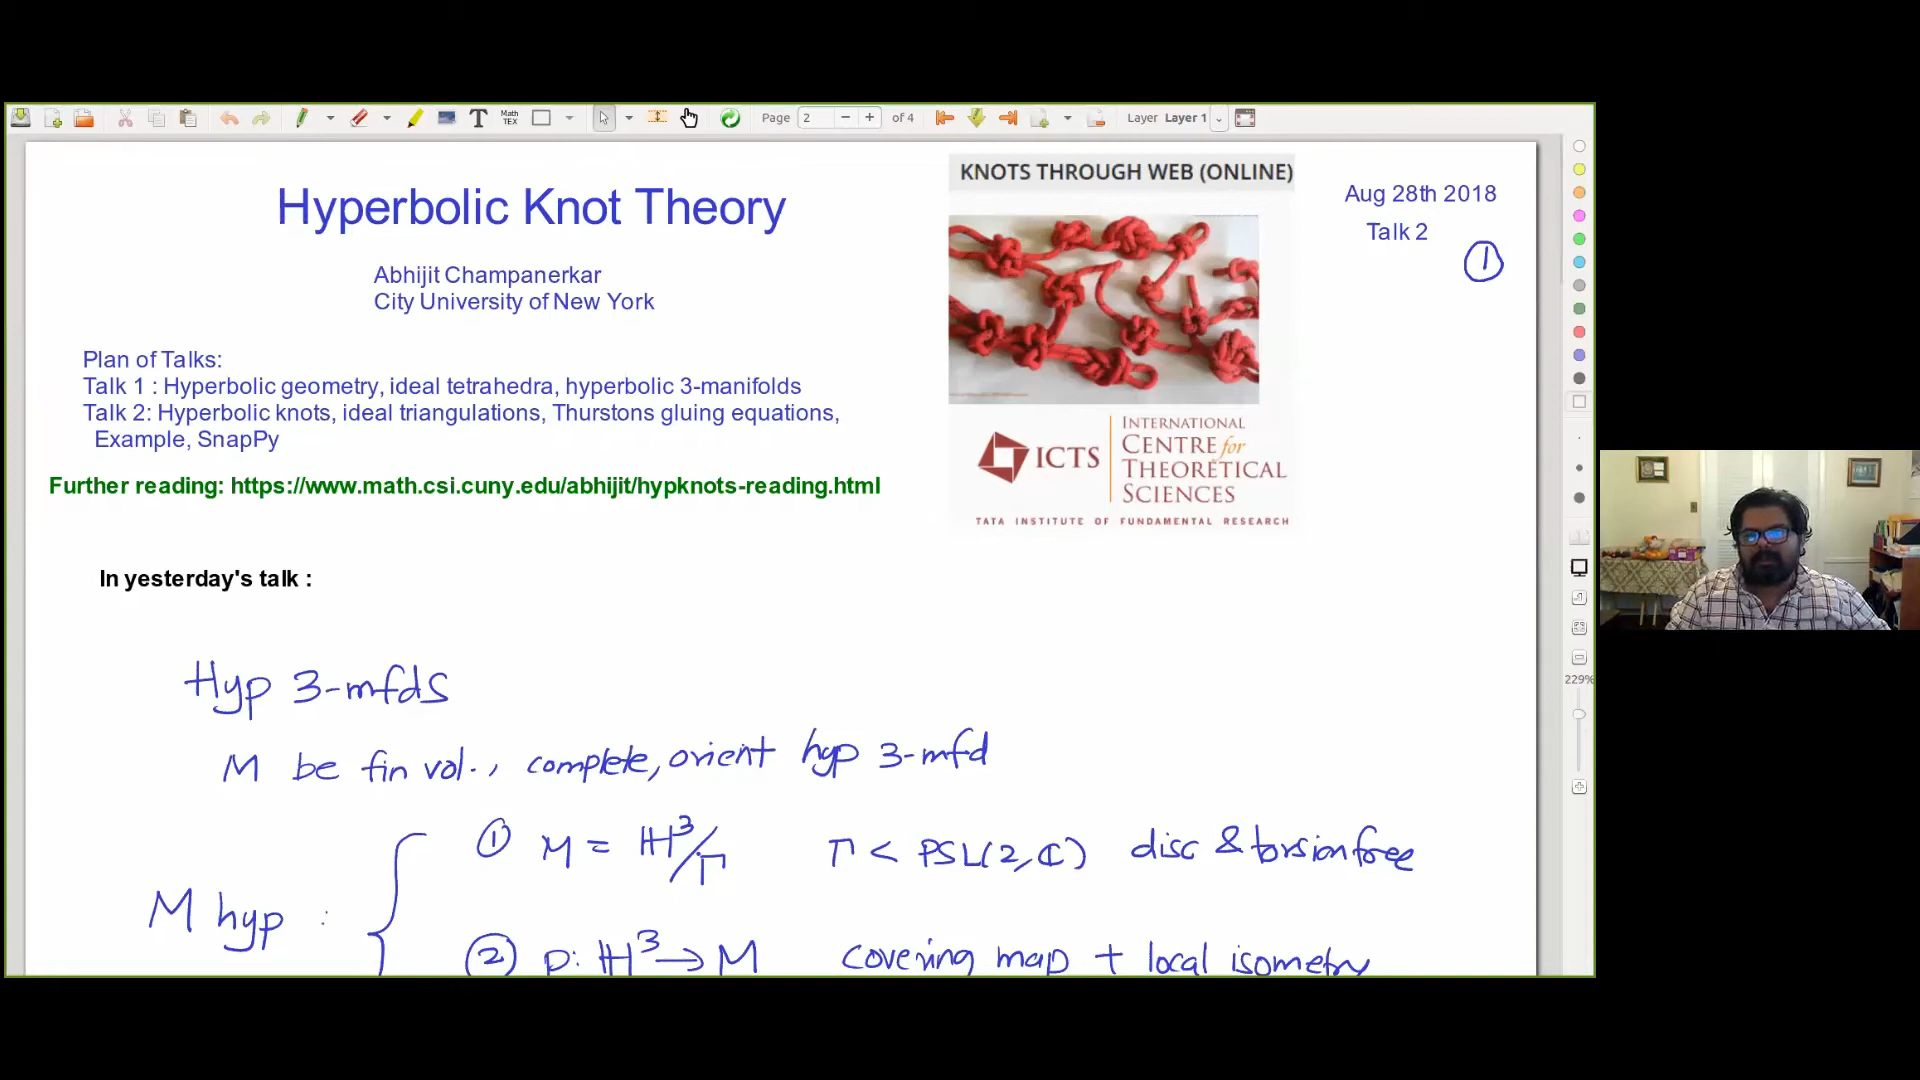 Math
TEX
Page 2 of 4
Layer Layer 1
Hyperbolic Knot Theory
Abhijit Champanerkar
City University of New York
KNOTS THROUGH WEB (ONLINE)
ICTS
INTERNATIONAL
CENTRE for
THEORETICAL
SCIENCES
TATA INSTITUTE OF FUNDAMENTAL RESEARCH
Aug 28th 2018
Talk 2
①
Plan of Talks:
Talk 1 : Hyperbolic geometry, ideal tetrahedra, hyperbolic 3-manifolds
Talk 2: Hyperbolic knots, ideal triangulations, Thurstons gluing equations,
Example, SnapPy
Further reading: https://www.math.csi.cuny.edu/abhijit/hypknots-reading.html
In yesterday's talk :
Hyp 3-mfds
M be fin vol., complete, orient hyp 3-mfd
M hyp :
① M = ℍ³/Γ Γ < PSL(2,ℂ) disc & torsionfree
② p: ℍ³ → M covering map + local isometry
229%